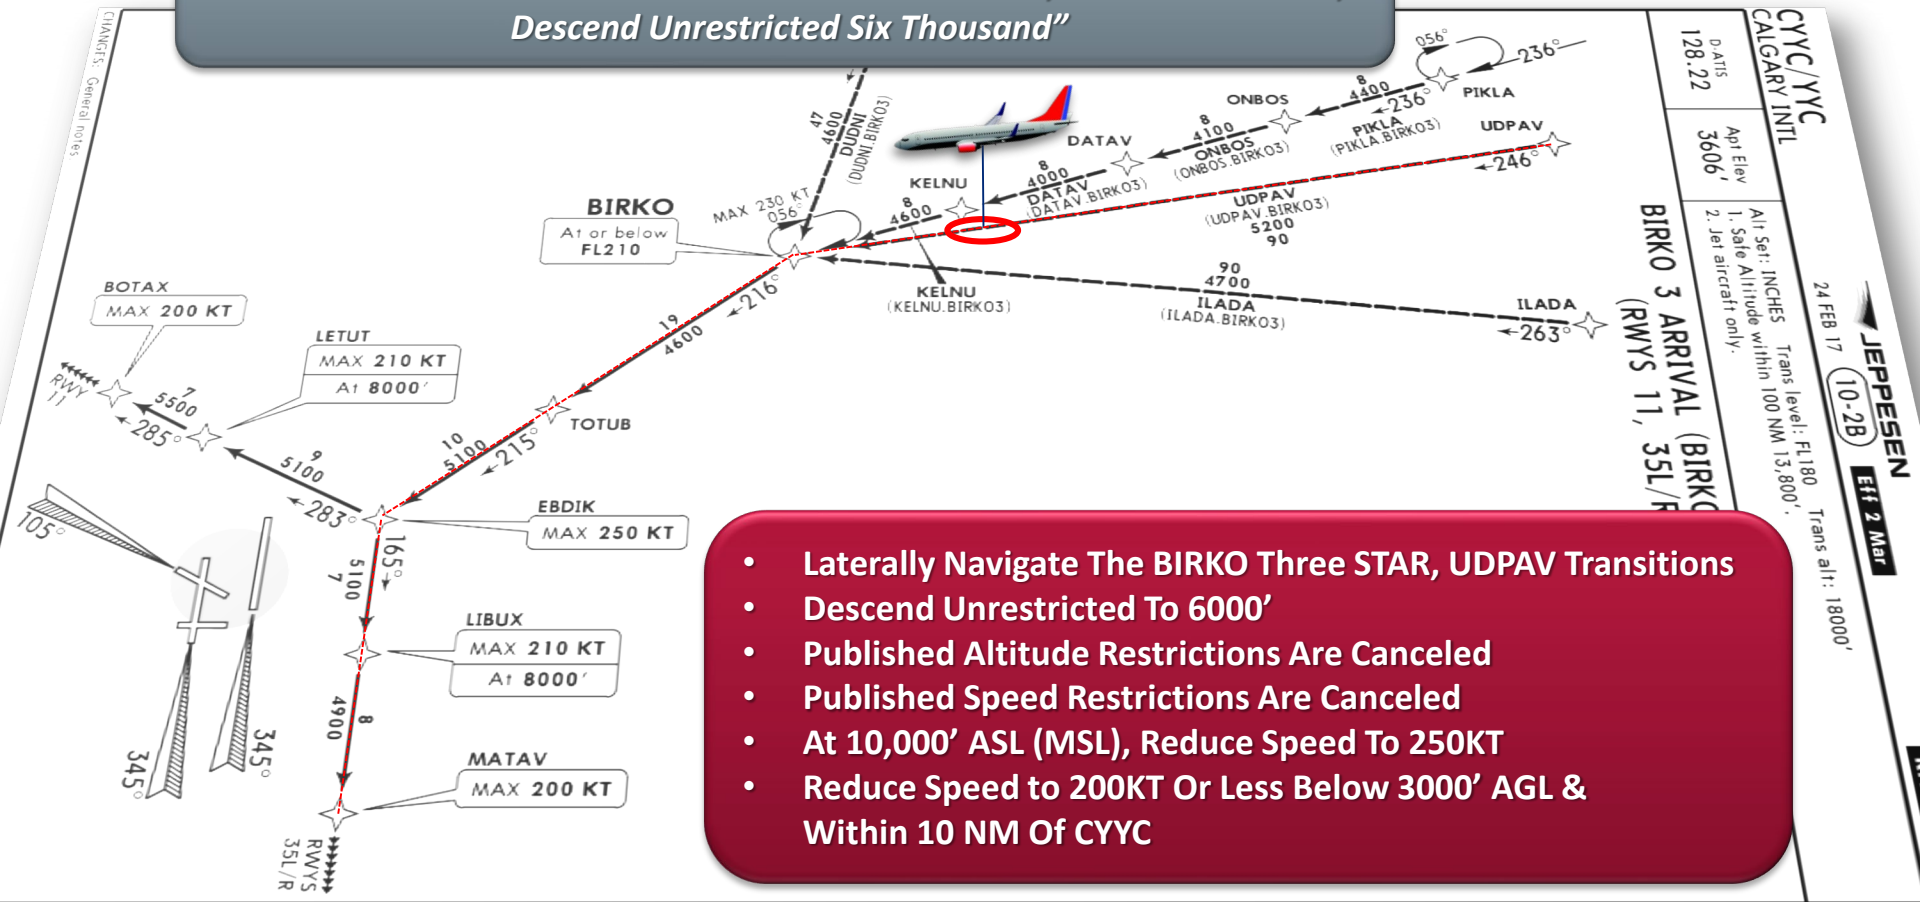 Descend Unrestricted Six Thousand”
CHANGES: General notes
CYYC/YYC
CALGARY INTL
JEPPESEN
24 FEB 17
10-2B
Eff 2 Mar
D-ATIS
128.22
Apt Elev
3606'
Alt Set: INCHES Trans level: FL180 Trans alt: 18000'
1. Safe Altitude within 100 NM 13,800'.
2. Jet aircraft only.
BIRKO 3 ARRIVAL (BIRKO
(RWYS 11, 35L/R
056°
236°
PIKLA
8
4400
236°
PIKLA
(PIKLA.BIRKO3)
ONBOS
8
4100
ONBOS
(ONBOS.BIRKO3)
UDPAV
246°
DATAV
8
4000
DATAV
(DATAV.BIRKO3)
UDPAV
(UDPAV.BIRKO3)
5200
90
47
4600
DUDNI
(DUDNI.BIRKO3)
KELNU
8
4600
KELNU
(KELNU.BIRKO3)
MAX 230 KT
056°
BIRKO
At or below
FL210
90
4700
ILADA
(ILADA.BIRKO3)
ILADA
263°
216°
19
4600
TOTUB
215°
10
5100
BOTAX
MAX 200 KT
LETUT
MAX 210 KT
At 8000'
RWY
11
7
5500
285°
9
5100
283°
EBDIK
MAX 250 KT
165°
5100
7
LIBUX
MAX 210 KT
At 8000'
8
4900
MATAV
MAX 200 KT
RWYS
35L/R
105°
345°
345°
• Laterally Navigate The BIRKO Three STAR, UDPAV Transitions
• Descend Unrestricted To 6000’
• Published Altitude Restrictions Are Canceled
• Published Speed Restrictions Are Canceled
• At 10,000’ ASL (MSL), Reduce Speed To 250KT
• Reduce Speed to 200KT Or Less Below 3000’ AGL &
Within 10 NM Of CYYC